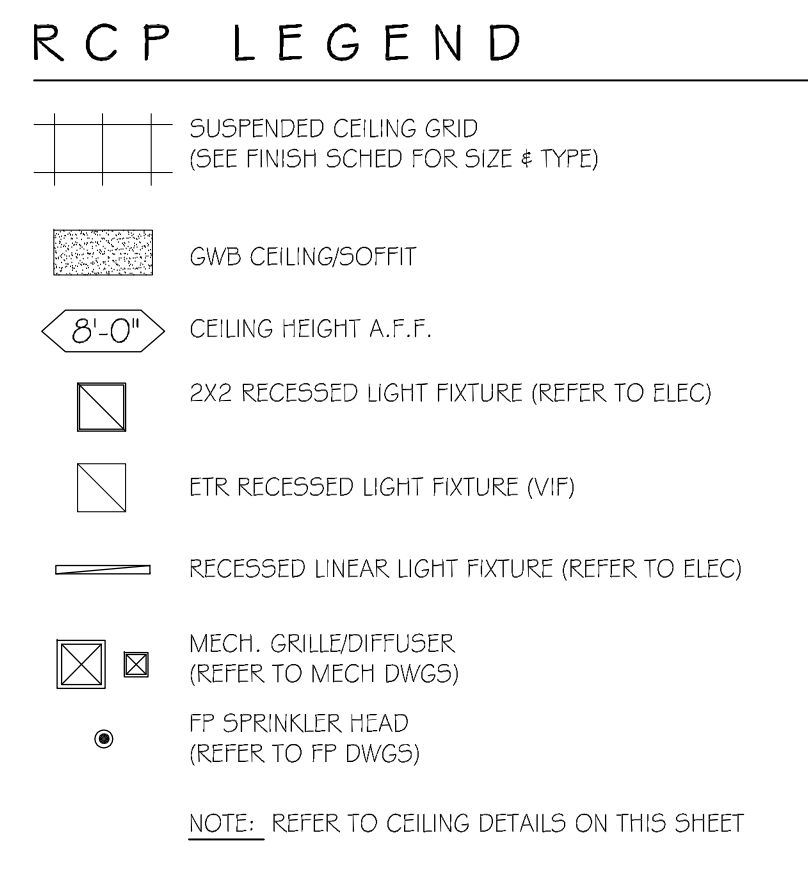 RCP LEGEND
SUSPENDED CEILING GRID
(SEE FINISH SCHED FOR SIZE & TYPE)
GWB CEILING/SOFFIT
8'-0"
CEILING HEIGHT A.F.F.
2X2 RECESSED LIGHT FIXTURE (REFER TO ELEC)
ETR RECESSED LIGHT FIXTURE (VIF)
RECESSED LINEAR LIGHT FIXTURE (REFER TO ELEC)
MECH. GRILLE/DIFFUSER
(REFER TO MECH DWGS)
FP SPRINKLER HEAD
(REFER TO FP DWGS)
NOTE: REFER TO CEILING DETAILS ON THIS SHEET